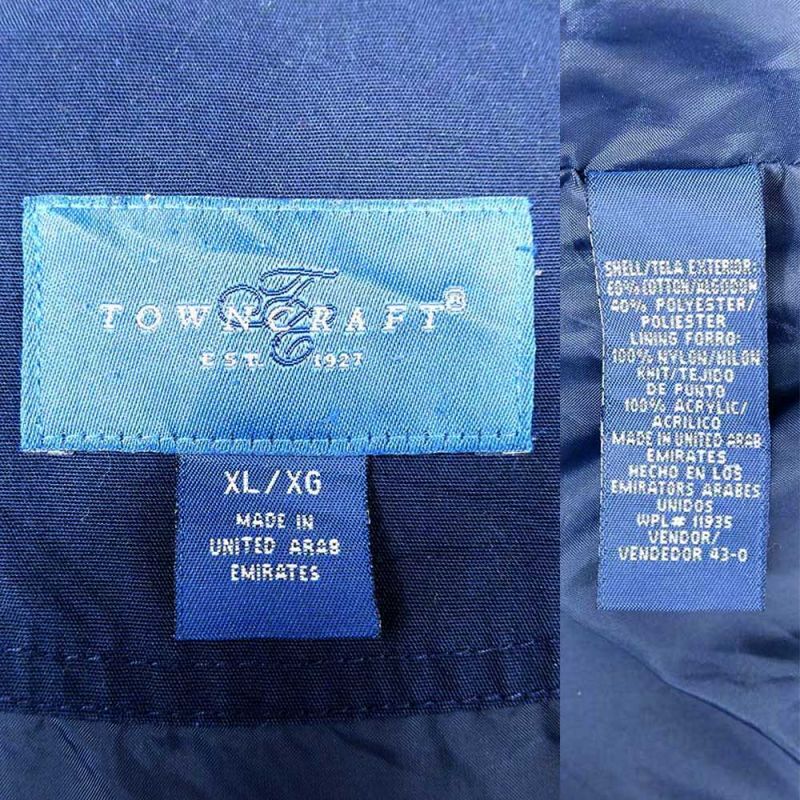 TOWNCRAFT®
EST. 1927
XL/XG
MADE IN
UNITED ARAB
EMIRATES
SHELL/TELA EXTERIOR:
60% COTTON/ALGODON
40% POLYESTER/
POLIESTER
LINING FORRO:
100% NYLON/NILON
KNIT/TEJIDO
DE PUNTO
100% ACRYLIC/
ACRILICO
MADE IN UNITED ARAB
EMIRATES
HECHO EN LOS
EMIRATORS ARABES
UNIDOS
WPL# 11935
VENDOR/
VENDEDOR 43-0